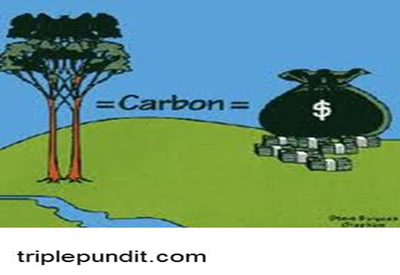 = Carbon =
$
triplepundit.com